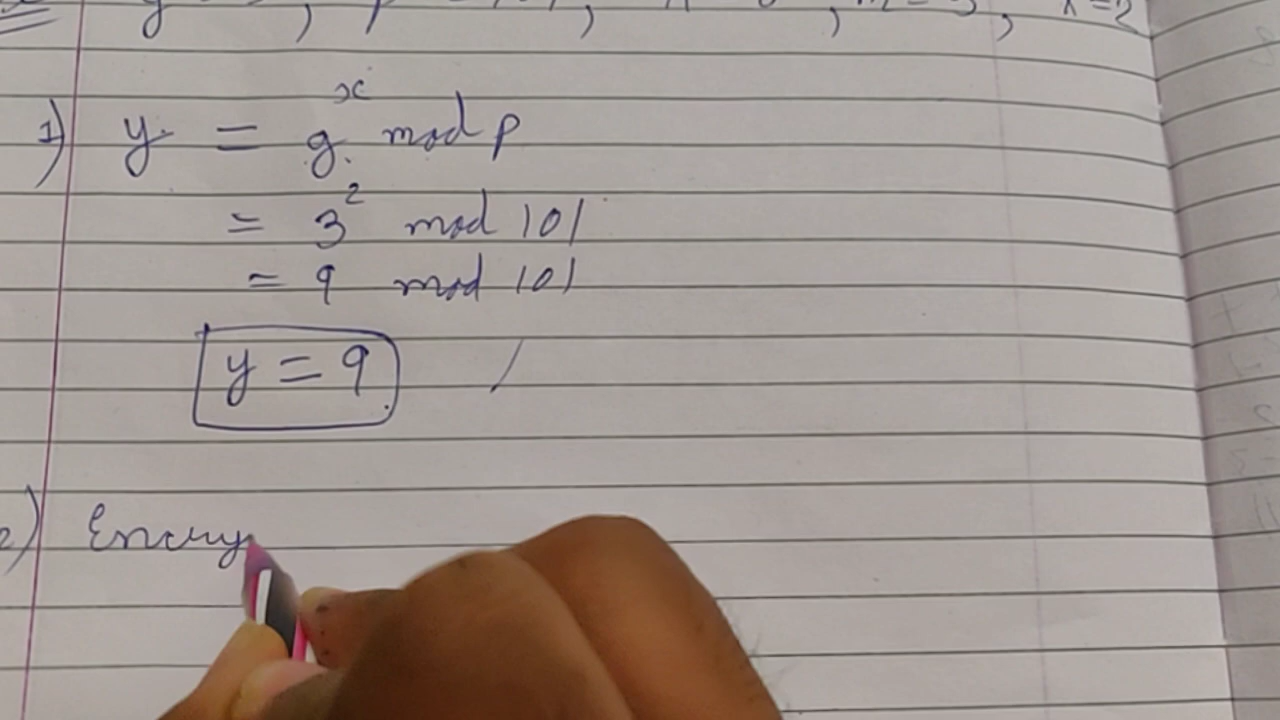 1) y = g^x mod p
= 3^2 mod 101
= 9 mod 101
y = 9 /
2) Encry